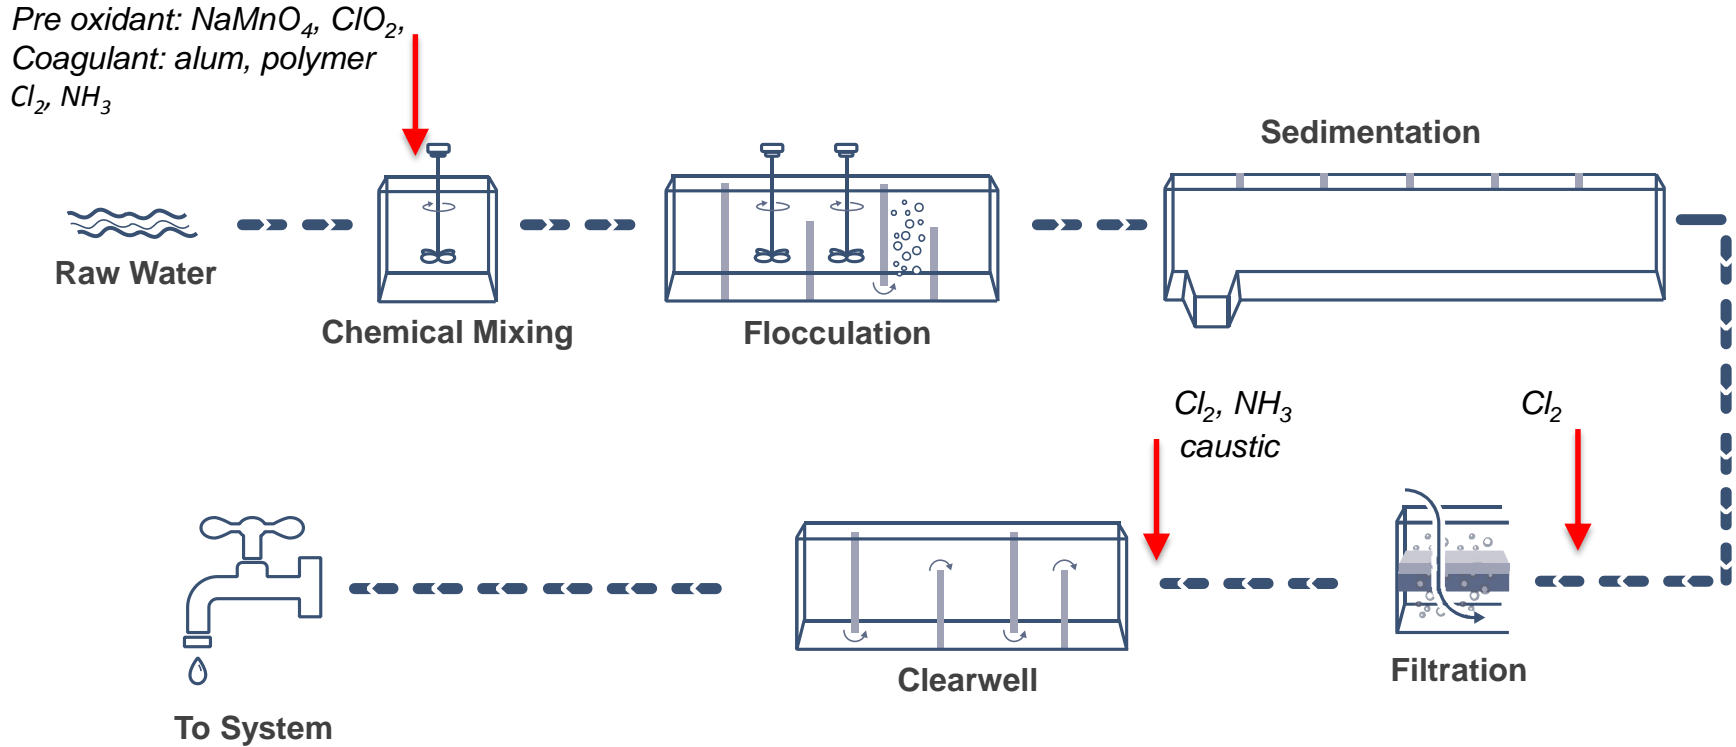 Pre oxidant: NaMnO₄, ClO₂,
Coagulant: alum, polymer
Cl₂, NH₃
Sedimentation
Raw Water
Chemical Mixing
Flocculation
Cl₂, NH₃
caustic
Cl₂
Clearwell
Filtration
To System